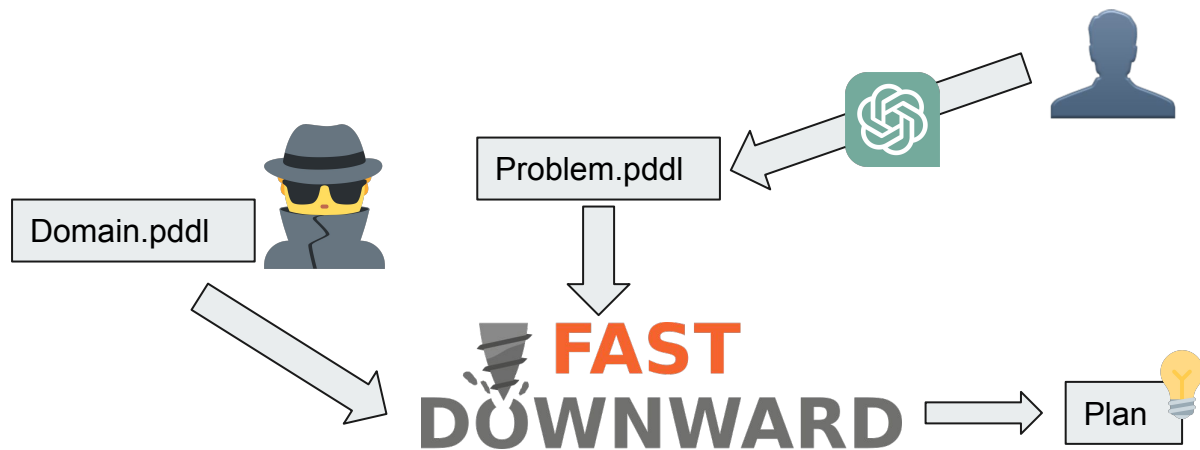 Problem.pddl
Domain.pddl
FAST
DOWNWARD
Plan